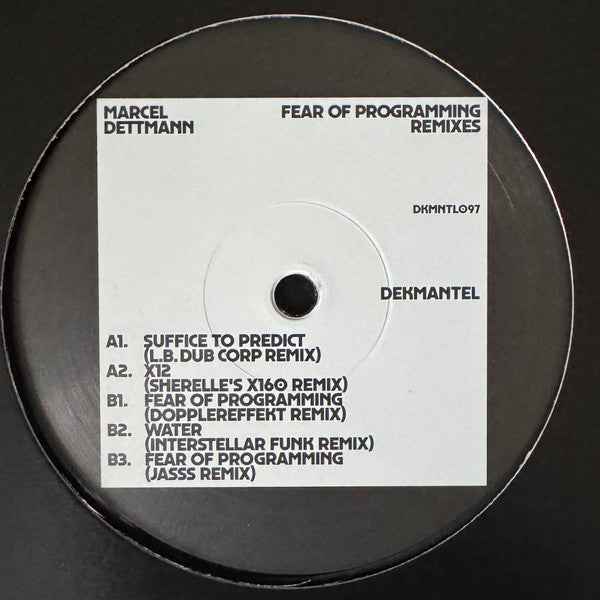 MARCEL
DETTMANN
FEAR OF PROGRAMMING
REMIXES
DKMNTL097
DEKMANTEL
A1. SUFFICE TO PREDICT
(L.B. DUB CORP REMIX)
A2. X12
(SHERELLE'S X160 REMIX)
B1. FEAR OF PROGRAMMING
(DOPPLEREFFEKT REMIX)
B2. WATER
(INTERSTELLAR FUNK REMIX)
B3. FEAR OF PROGRAMMING
(JASSS REMIX)